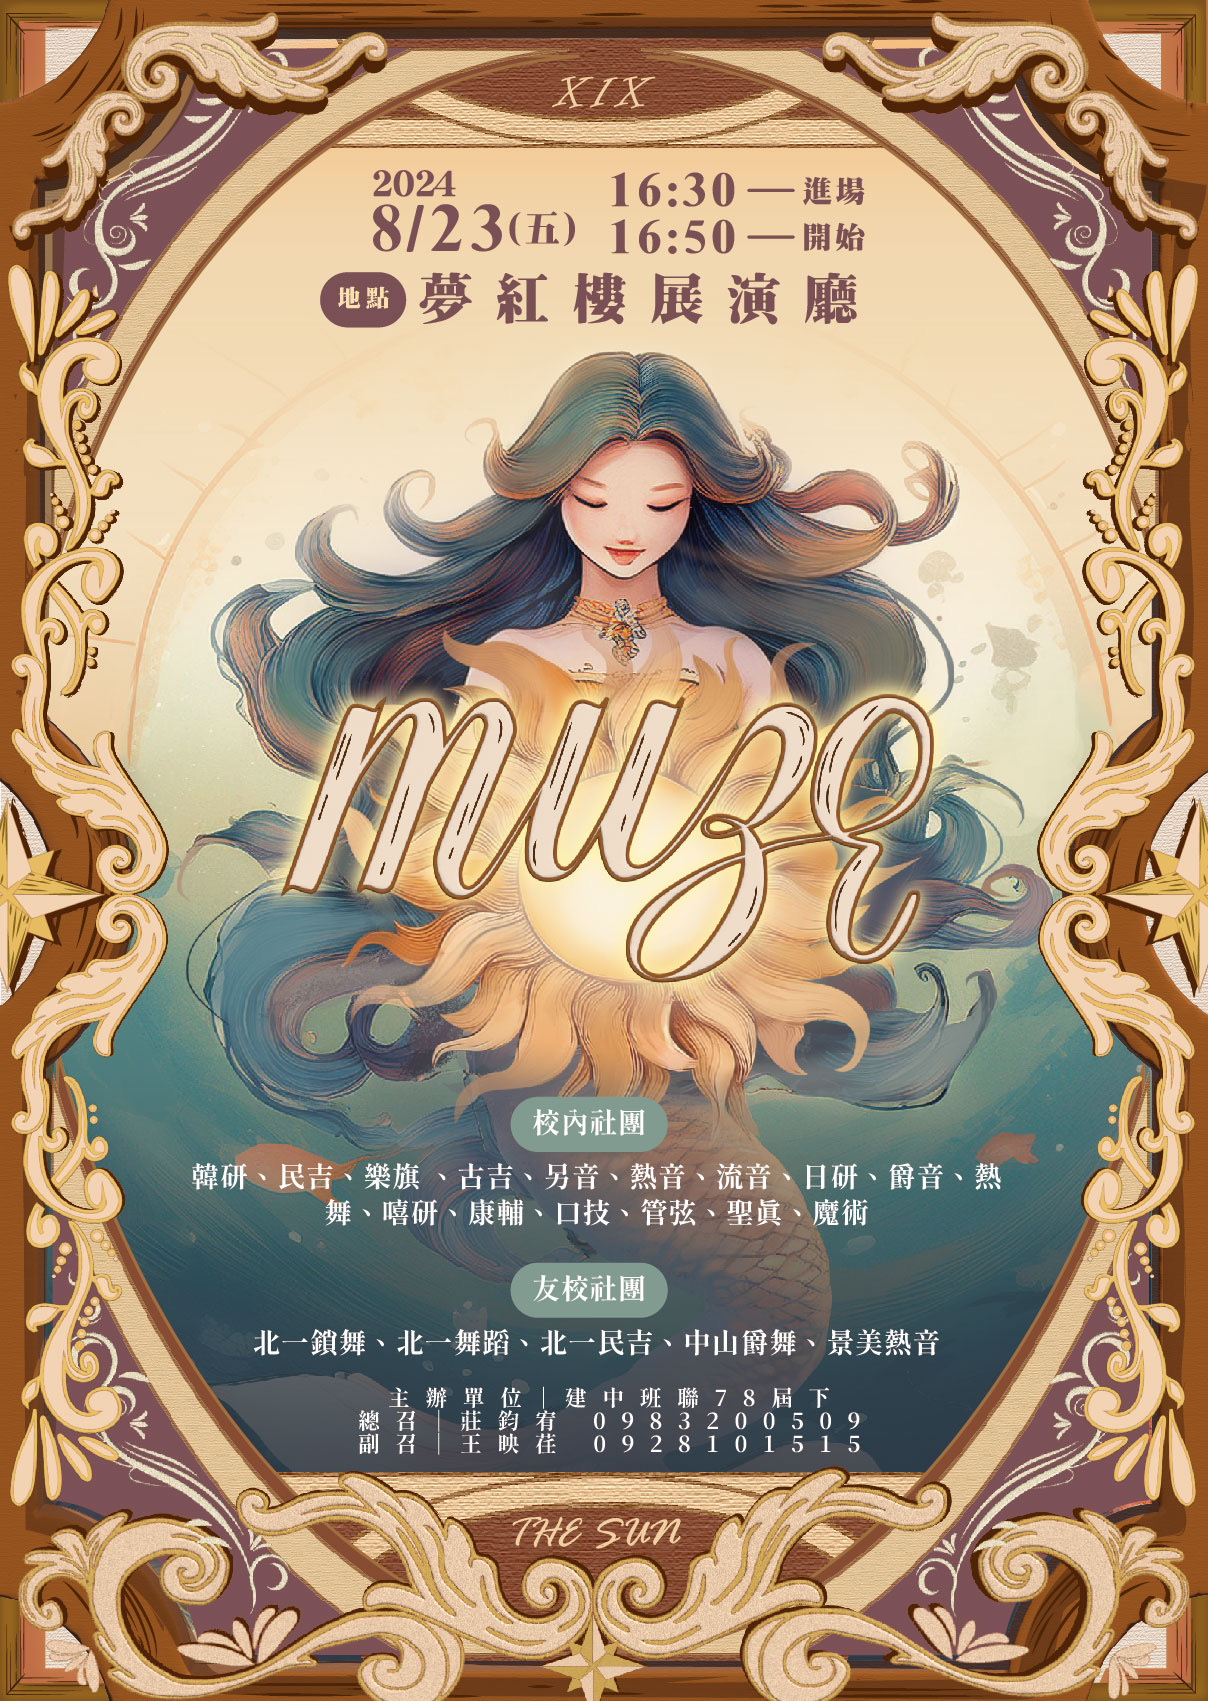 XIX
2024
8/23(五)
16:30 — 進場
16:50 — 開始
地點 夢紅樓展演廳
muze
校內社團
韓研、民吉、樂旗 、古吉、另音、熱音、流音、日研、爵音、熱
舞、嘻研、康輔、口技、管弦、聖眞、魔術
友校社團
北一鎖舞、北一舞蹈、北一民吉、中山爵舞、景美熱音
主辦單位｜建中班聯78屆下
總召｜莊鈞宥 0983200509
副召｜王映荏 0928101515
THE SUN